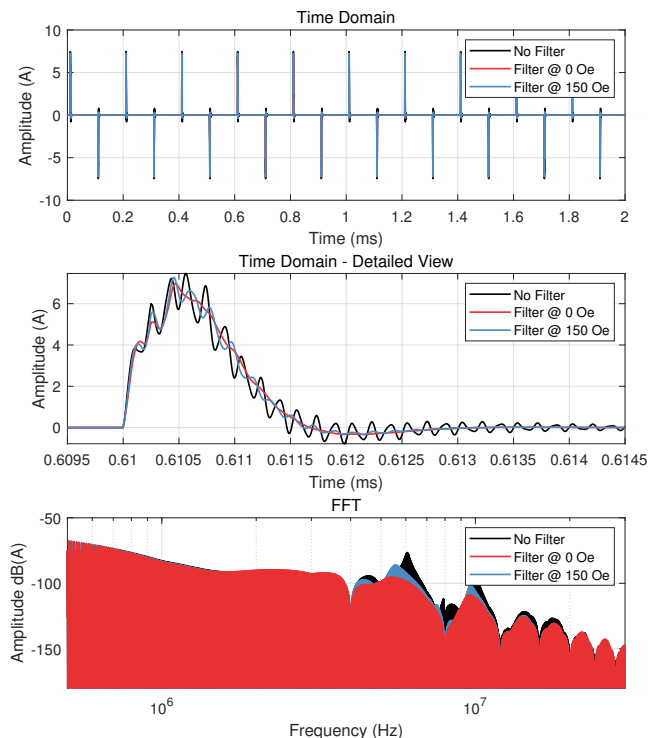 Time Domain
No Filter
Filter @ 0 Oe
Filter @ 150 Oe
Amplitude (A)
10
5
0
-5
-10
0 0.2 0.4 0.6 0.8 1 1.2 1.4 1.6 1.8 2
Time (ms)
Time Domain - Detailed View
No Filter
Filter @ 0 Oe
Filter @ 150 Oe
Amplitude (A)
6
4
2
0
0.6095 0.61 0.6105 0.611 0.6115 0.612 0.6125 0.613 0.6135 0.614 0.6145
Time (ms)
FFT
No Filter
Filter @ 0 Oe
Filter @ 150 Oe
Amplitude dB(A)
-50
-100
-150
10^6 10^7
Frequency (Hz)